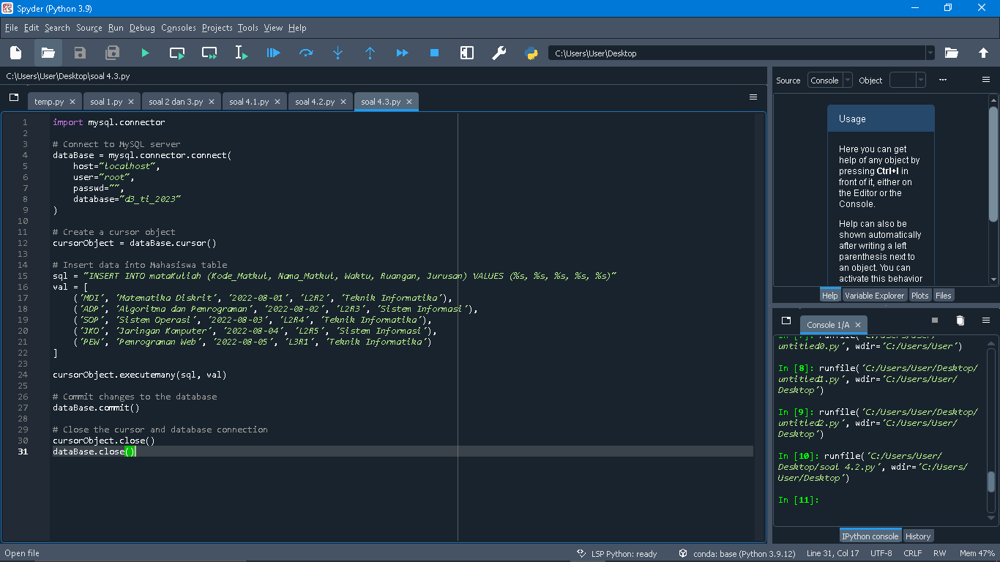 Spyder (Python 3.9)
File Edit Search Source Run Debug Consoles Projects Tools View Help
C:\Users\User\Desktop
C:\Users\User\Desktop\soal 4.3.py
temp.py soal 1.py soal 2 dan 3.py soal 4.1.py soal 4.2.py soal 4.3.py
1 import mysql.connector
2
3 # Connect to MySQL server
4 dataBase = mysql.connector.connect(
5 host="localhost",
6 user="root",
7 passwd="",
8 database="d3_ti_2023"
9 )
10
11 # Create a cursor object
12 cursorObject = dataBase.cursor()
13
14 # Insert data into Mahasiswa table
15 sql = "INSERT INTO mataKuliah (Kode_Matkul, Nama_Matkul, Waktu, Ruangan, Jurusan) VALUES (%s, %s, %s, %s, %s)"
16 val = [
17 ('MDI', 'Matematika Diskrit', '2022-08-01', 'L2R2', 'Teknik Informatika'),
18 ('ADP', 'Algoritma dan Pemrograman', '2022-08-02', 'L2R3', 'Sistem Informasi'),
19 ('SOP', 'Sistem Operasi', '2022-08-03', 'L2R4', 'Teknik Informatika'),
20 ('JKO', 'Jaringan Komputer', '2022-08-04', 'L2R5', 'Sistem Informasi'),
21 ('PEW', 'Pemrograman Web', '2022-08-05', 'L3R1', 'Teknik Informatika')
22 ]
23
24 cursorObject.executemany(sql, val)
25
26 # Commit changes to the database
27 dataBase.commit()
28
29 # Close the cursor and database connection
30 cursorObject.close()
31 dataBase.close()
Source Console Object
Usage
Here you can get
help of any object by
pressing Ctrl+I in
front of it, either on
the Editor or the
Console.
Help can also be
shown automatically
after writing a left
parenthesis next to
an object. You can
activate this behavior
Help Variable Explorer Plots Files
Console 1/A
In [7]: runfile('C:/Users/User/
untitled0.py', wdir='C:/Users/User')
In [8]: runfile('C:/Users/User/Desktop/
untitled1.py', wdir='C:/Users/User/
Desktop')
In [9]: runfile('C:/Users/User/Desktop/
untitled2.py', wdir='C:/Users/User/
Desktop')
In [10]: runfile('C:/Users/User/
Desktop/soal 4.2.py', wdir='C:/Users/
User/Desktop')
In [11]:
IPython console History
Open file LSP Python: ready conda: base (Python 3.9.12) Line 31, Col 17 UTF-8 CRLF RW Mem 47%